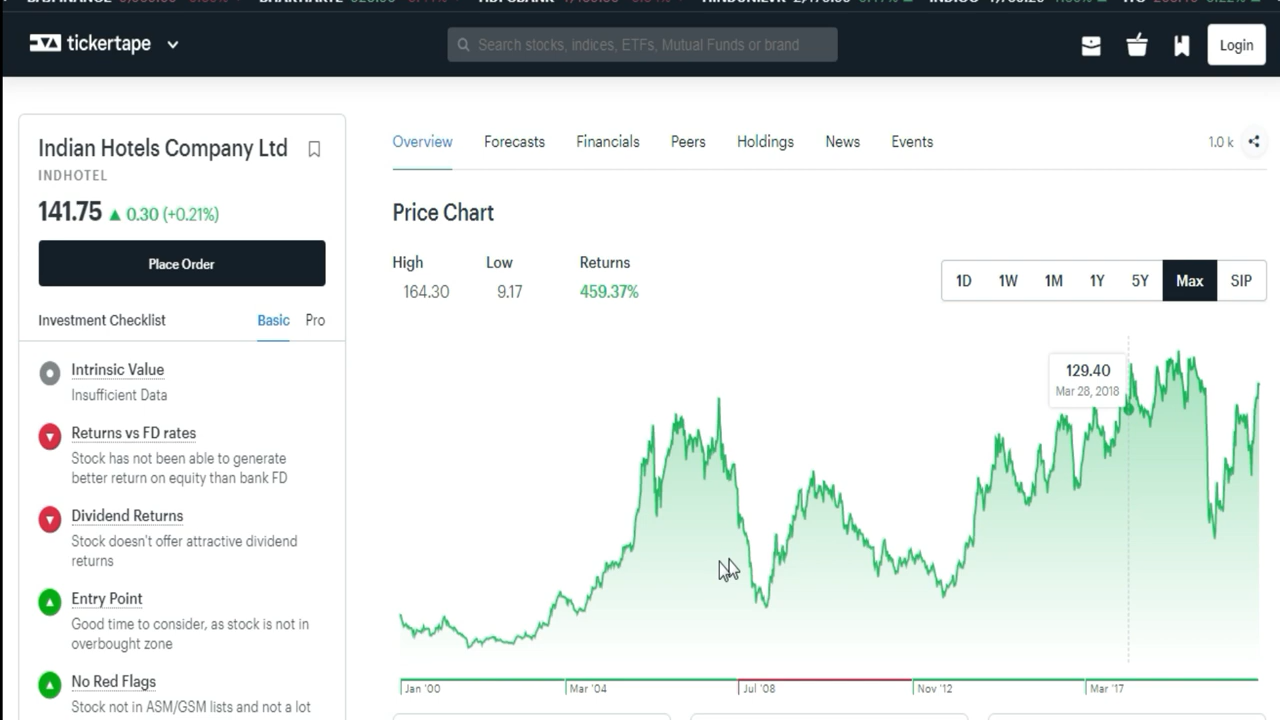 tickertape
Search stocks, indices, ETFs, Mutual Funds or brand
Login
Indian Hotels Company Ltd
INDHOTEL
141.75 ▲ 0.30 (+0.21%)
Place Order
Investment Checklist Basic Pro
Intrinsic Value
Insufficient Data
Returns vs FD rates
Stock has not been able to generate
better return on equity than bank FD
Dividend Returns
Stock doesn't offer attractive dividend
returns
Entry Point
Good time to consider, as stock is not in
overbought zone
No Red Flags
Stock not in ASM/GSM lists and not a lot
Overview Forecasts Financials Peers Holdings News Events
1.0 k
Price Chart
High Low Returns
164.30 9.17 459.37%
1D 1W 1M 1Y 5Y Max SIP
129.40
Mar 28, 2018
Jan '00 Mar '04 Jul '08 Nov '12 Mar '17